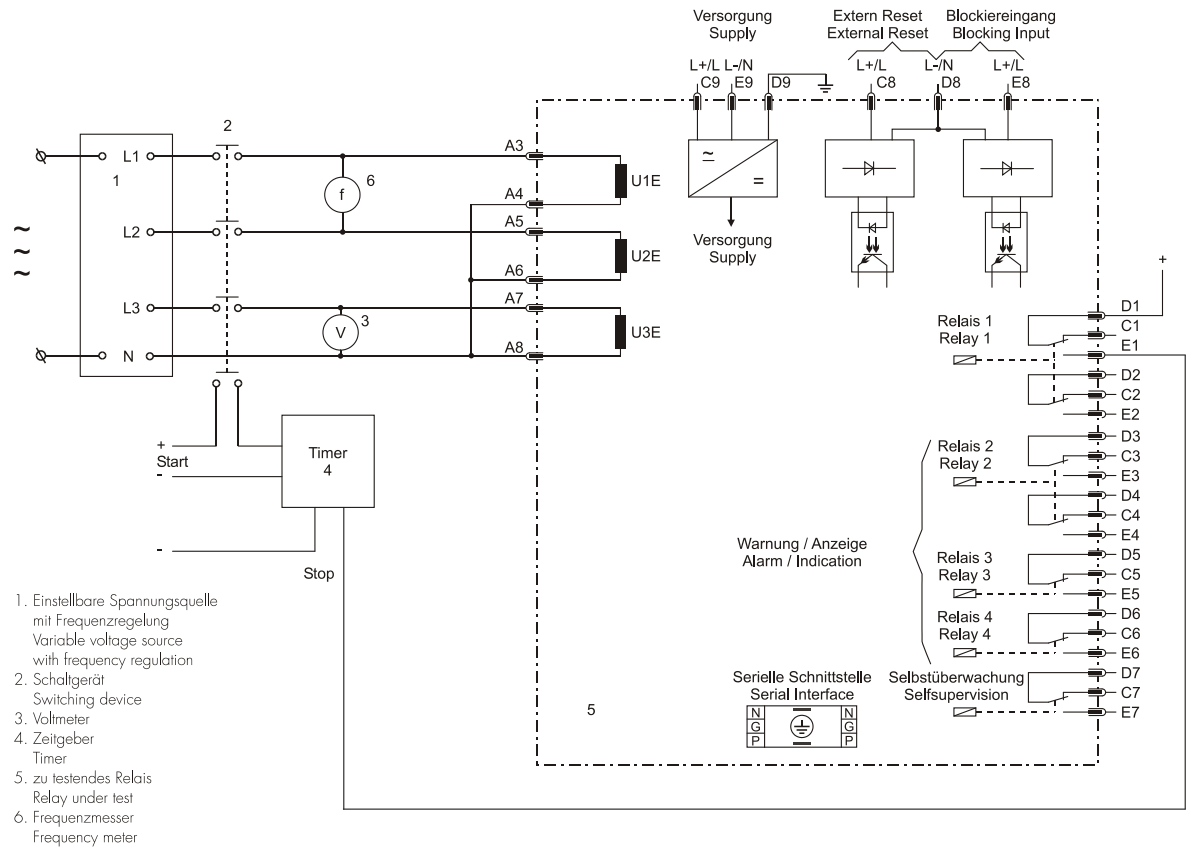 Versorgung
Supply
L+/L L-/N
C9 E9 D9
Extern Reset
External Reset
Blockiereingang
Blocking Input
L+/L L-/N L+/L
C8 D8 E8
~
=
Versorgung
Supply
2
L1
1
L2
L3
N
~
~
~
f
6
V
3
A3
A4
A5
A6
A7
A8
U1E
U2E
U3E
+
Start
-
-
Timer
4
Stop
+
Relais 1
Relay 1
D1
C1
E1
D2
C2
E2
Relais 2
Relay 2
D3
C3
E3
D4
C4
E4
Warnung / Anzeige
Alarm / Indication
Relais 3
Relay 3
D5
C5
E5
Relais 4
Relay 4
D6
C6
E6
Selbstüberwachung
Selfsupervision
D7
C7
E7
Serielle Schnittstelle
Serial Interface
N N
G G
P P
5
1. Einstellbare Spannungsquelle
mit Frequenzregelung
Variable voltage source
with frequency regulation
2. Schaltgerät
Switching device
3. Voltmeter
4. Zeitgeber
Timer
5. zu testendes Relais
Relay under test
6. Frequenzmesser
Frequency meter